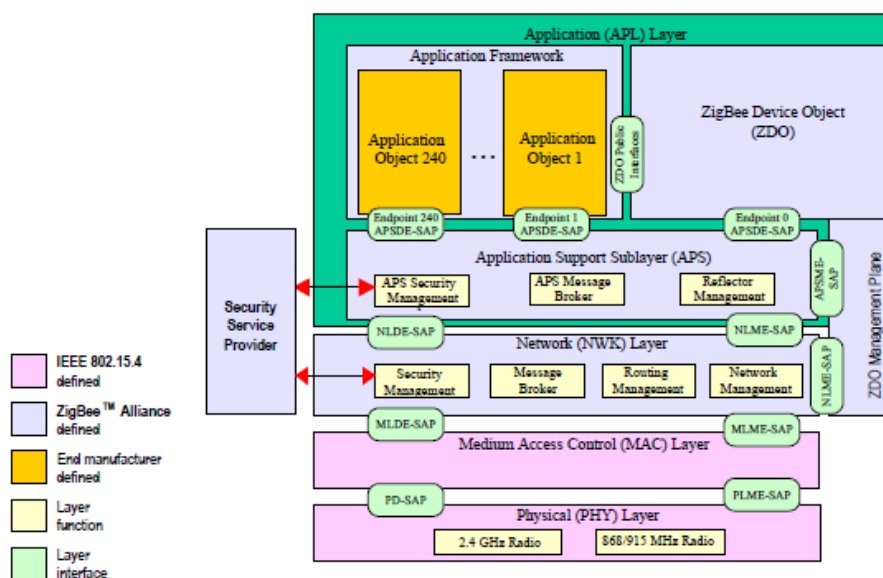 Application (APL) Layer
Application Framework
Application
Object 240
...
Application
Object 1
ZDO Public
Interfaces
ZigBee Device Object
(ZDO)
Endpoint 240
APSDE-SAP
Endpoint 1
APSDE-SAP
Endpoint 0
APSDE-SAP
Application Support Sublayer (APS)
APS Security
Management
APS Message
Broker
Reflector
Management
APSME-
SAP
ZDO Management Plane
Security
Service
Provider
NLDE-SAP
NLME-SAP
Network (NWK) Layer
Security
Management
Message
Broker
Routing
Management
Network
Management
NLME-SAP
MLDE-SAP
MLME-SAP
Medium Access Control (MAC) Layer
PD-SAP
PLME-SAP
Physical (PHY) Layer
2.4 GHz Radio
868/915 MHz Radio
IEEE 802.15.4
defined
ZigBee™ Alliance
defined
End manufacturer
defined
Layer
function
Layer
interface